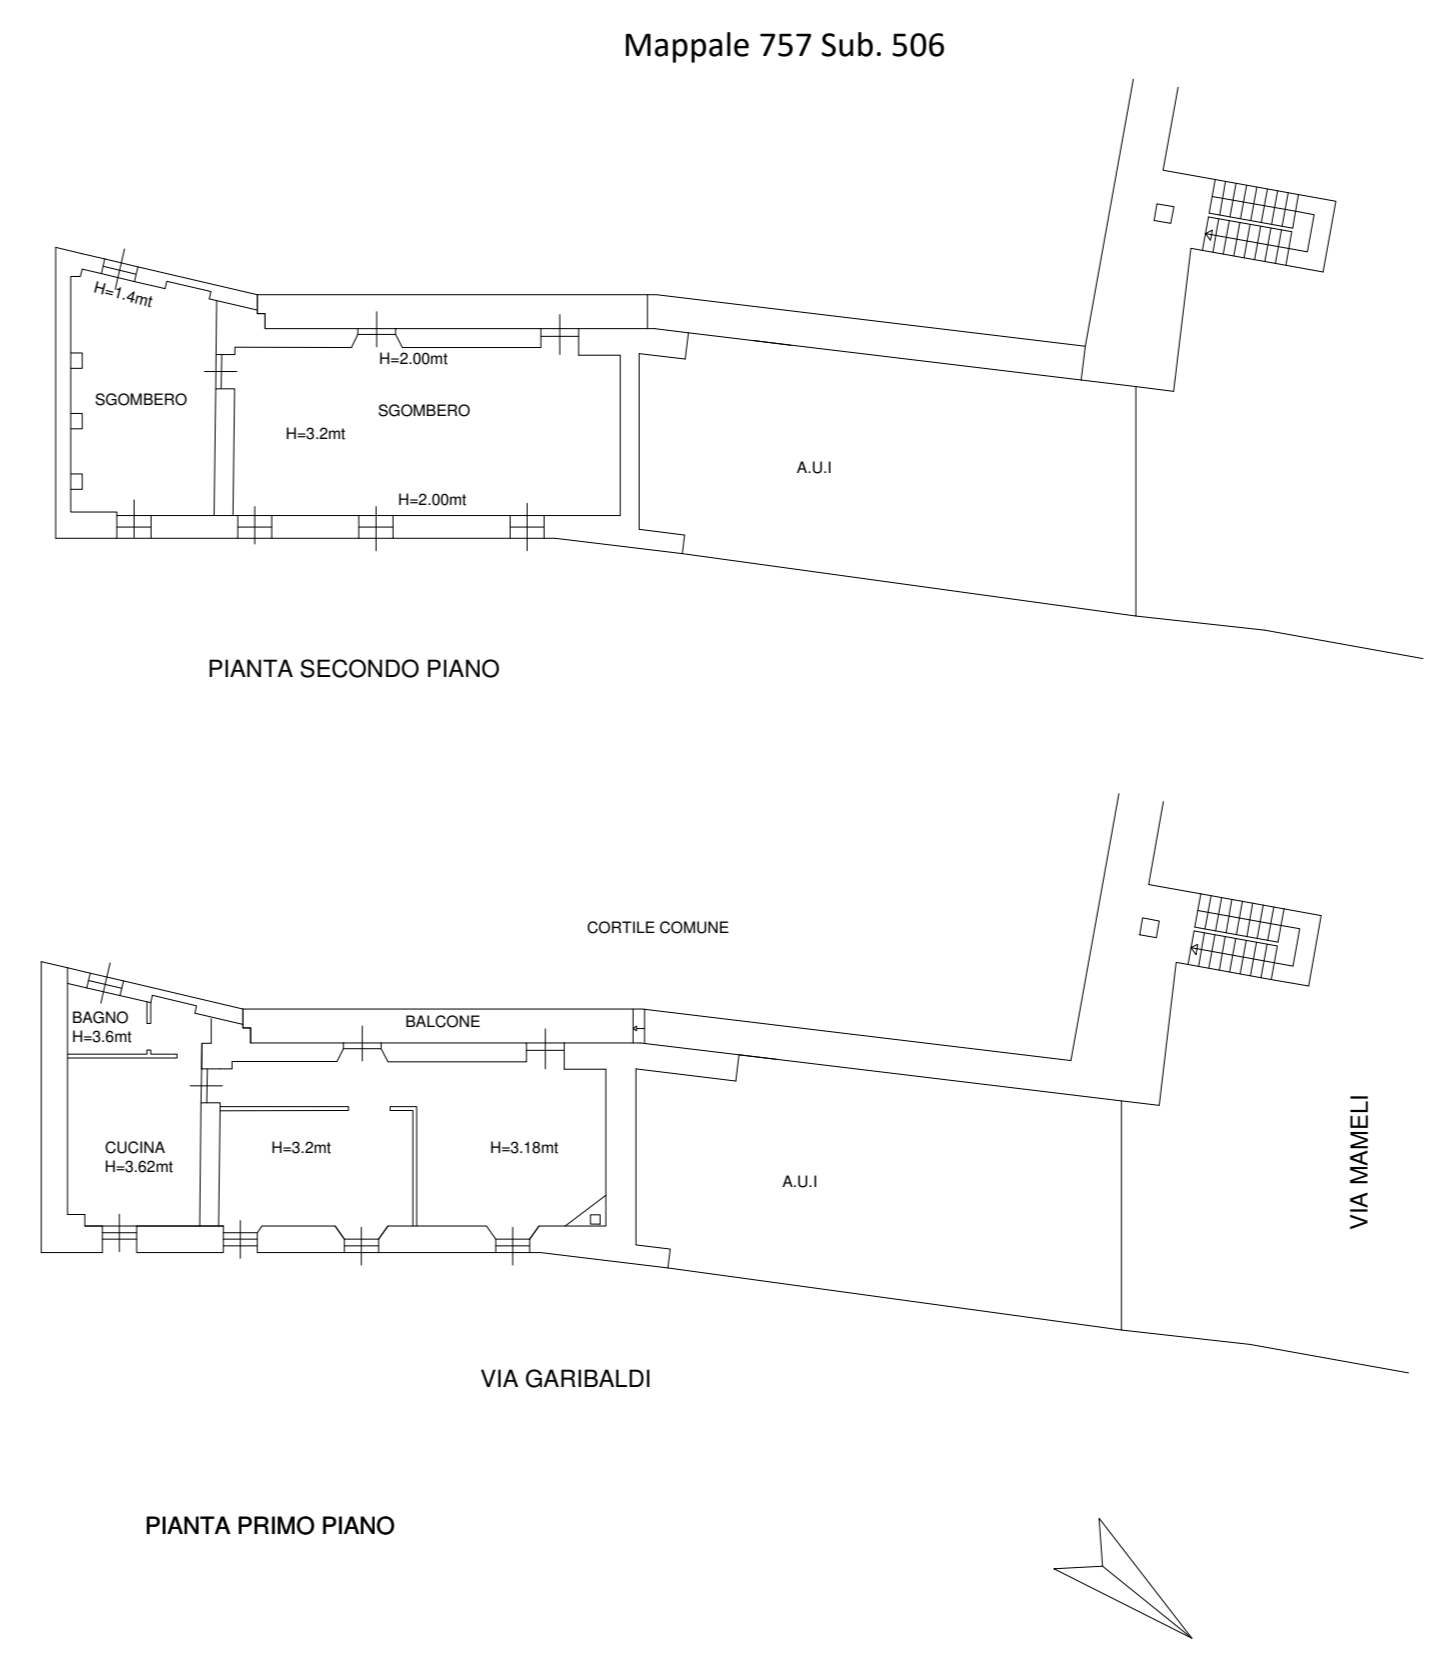 Mappale 757 Sub. 506
H=1.4mt
H=2.00mt
SGOMBERO
SGOMBERO
H=3.2mt
A.U.I
H=2.00mt
PIANTA SECONDO PIANO
CORTILE COMUNE
BAGNO
H=3.6mt
BALCONE
CUCINA
H=3.62mt
H=3.2mt
H=3.18mt
A.U.I
VIA MAMELI
VIA GARIBALDI
PIANTA PRIMO PIANO